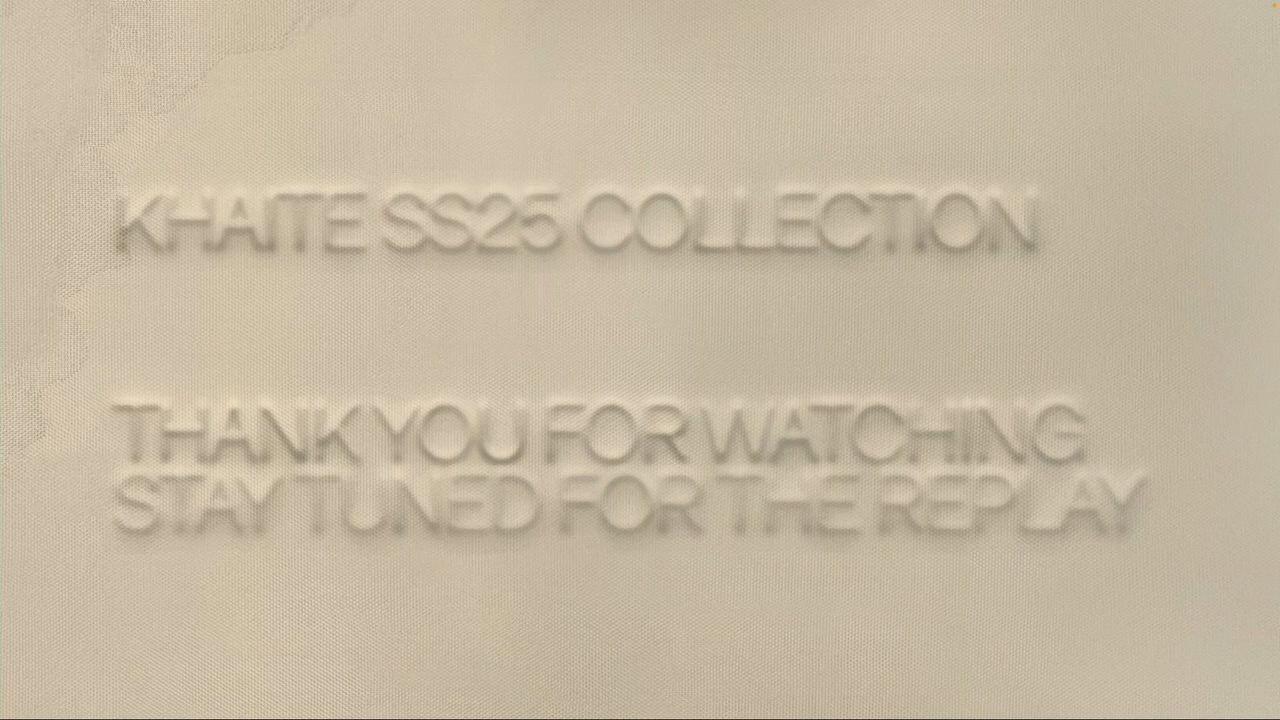 KHAITE SS25 COLLECTION
THANK YOU FOR WATCHING
STAY TUNED FOR THE REPLAY